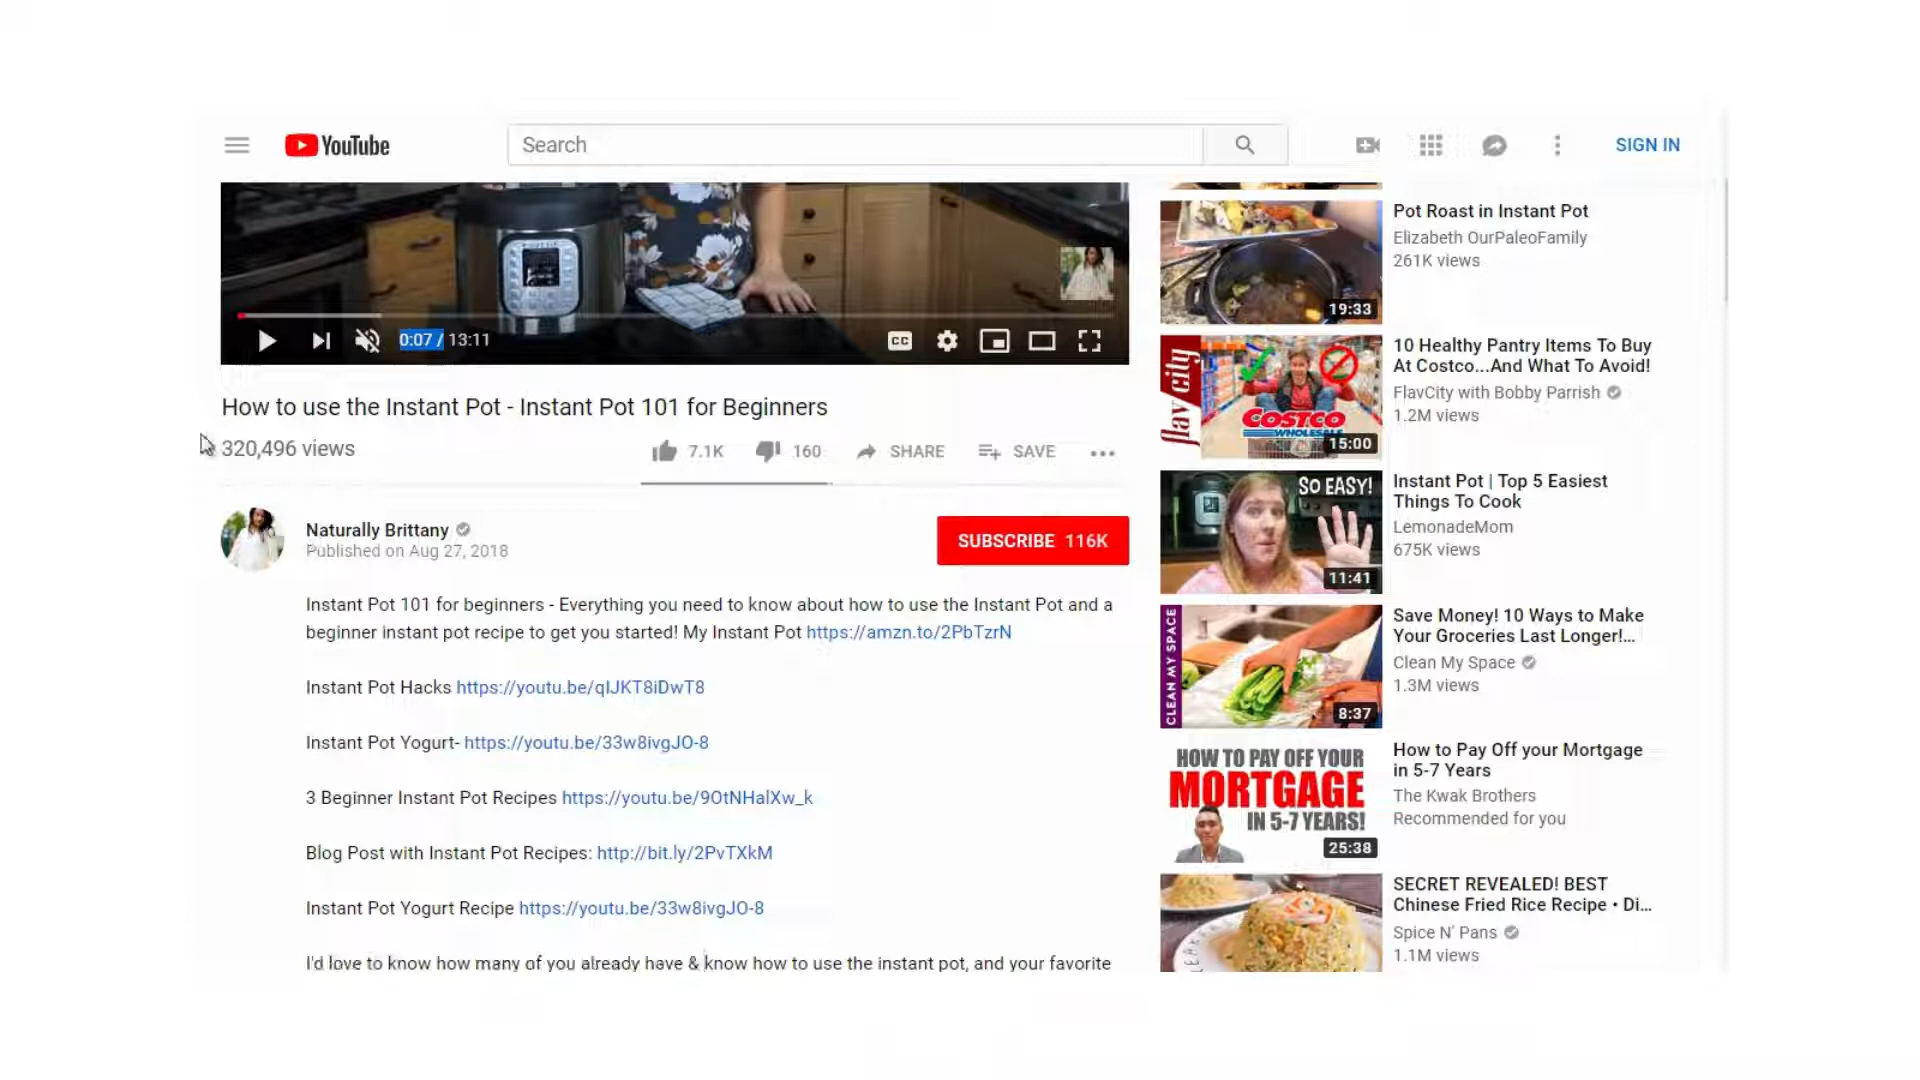 YouTube
Search
SIGN IN
0:07 / 13:11
CC
How to use the Instant Pot - Instant Pot 101 for Beginners
320,496 views
7.1K
160
SHARE
SAVE
Naturally Brittany
Published on Aug 27, 2018
SUBSCRIBE 116K
Instant Pot 101 for beginners - Everything you need to know about how to use the Instant Pot and a
beginner instant pot recipe to get you started! My Instant Pot https://amzn.to/2PbTzrN
Instant Pot Hacks https://youtu.be/qIJKT8iDwT8
Instant Pot Yogurt- https://youtu.be/33w8ivgJO-8
3 Beginner Instant Pot Recipes https://youtu.be/9OtNHalXw_k
Blog Post with Instant Pot Recipes: http://bit.ly/2PvTXkM
Instant Pot Yogurt Recipe https://youtu.be/33w8ivgJO-8
I'd love to know how many of you already have & know how to use the instant pot, and your favorite
19:33
Pot Roast in Instant Pot
Elizabeth OurPaleoFamily
261K views
flav city
COSTCO
WHOLESALE
15:00
10 Healthy Pantry Items To Buy
At Costco...And What To Avoid!
FlavCity with Bobby Parrish
1.2M views
SO EASY!
11:41
Instant Pot | Top 5 Easiest
Things To Cook
LemonadeMom
675K views
CLEAN MY SPACE
8:37
Save Money! 10 Ways to Make
Your Groceries Last Longer!...
Clean My Space
1.3M views
HOW TO PAY OFF YOUR
MORTGAGE
IN 5-7 YEARS!
25:38
How to Pay Off your Mortgage
in 5-7 Years
The Kwak Brothers
Recommended for you
SECRET REVEALED! BEST
Chinese Fried Rice Recipe • Di...
Spice N' Pans
1.1M views